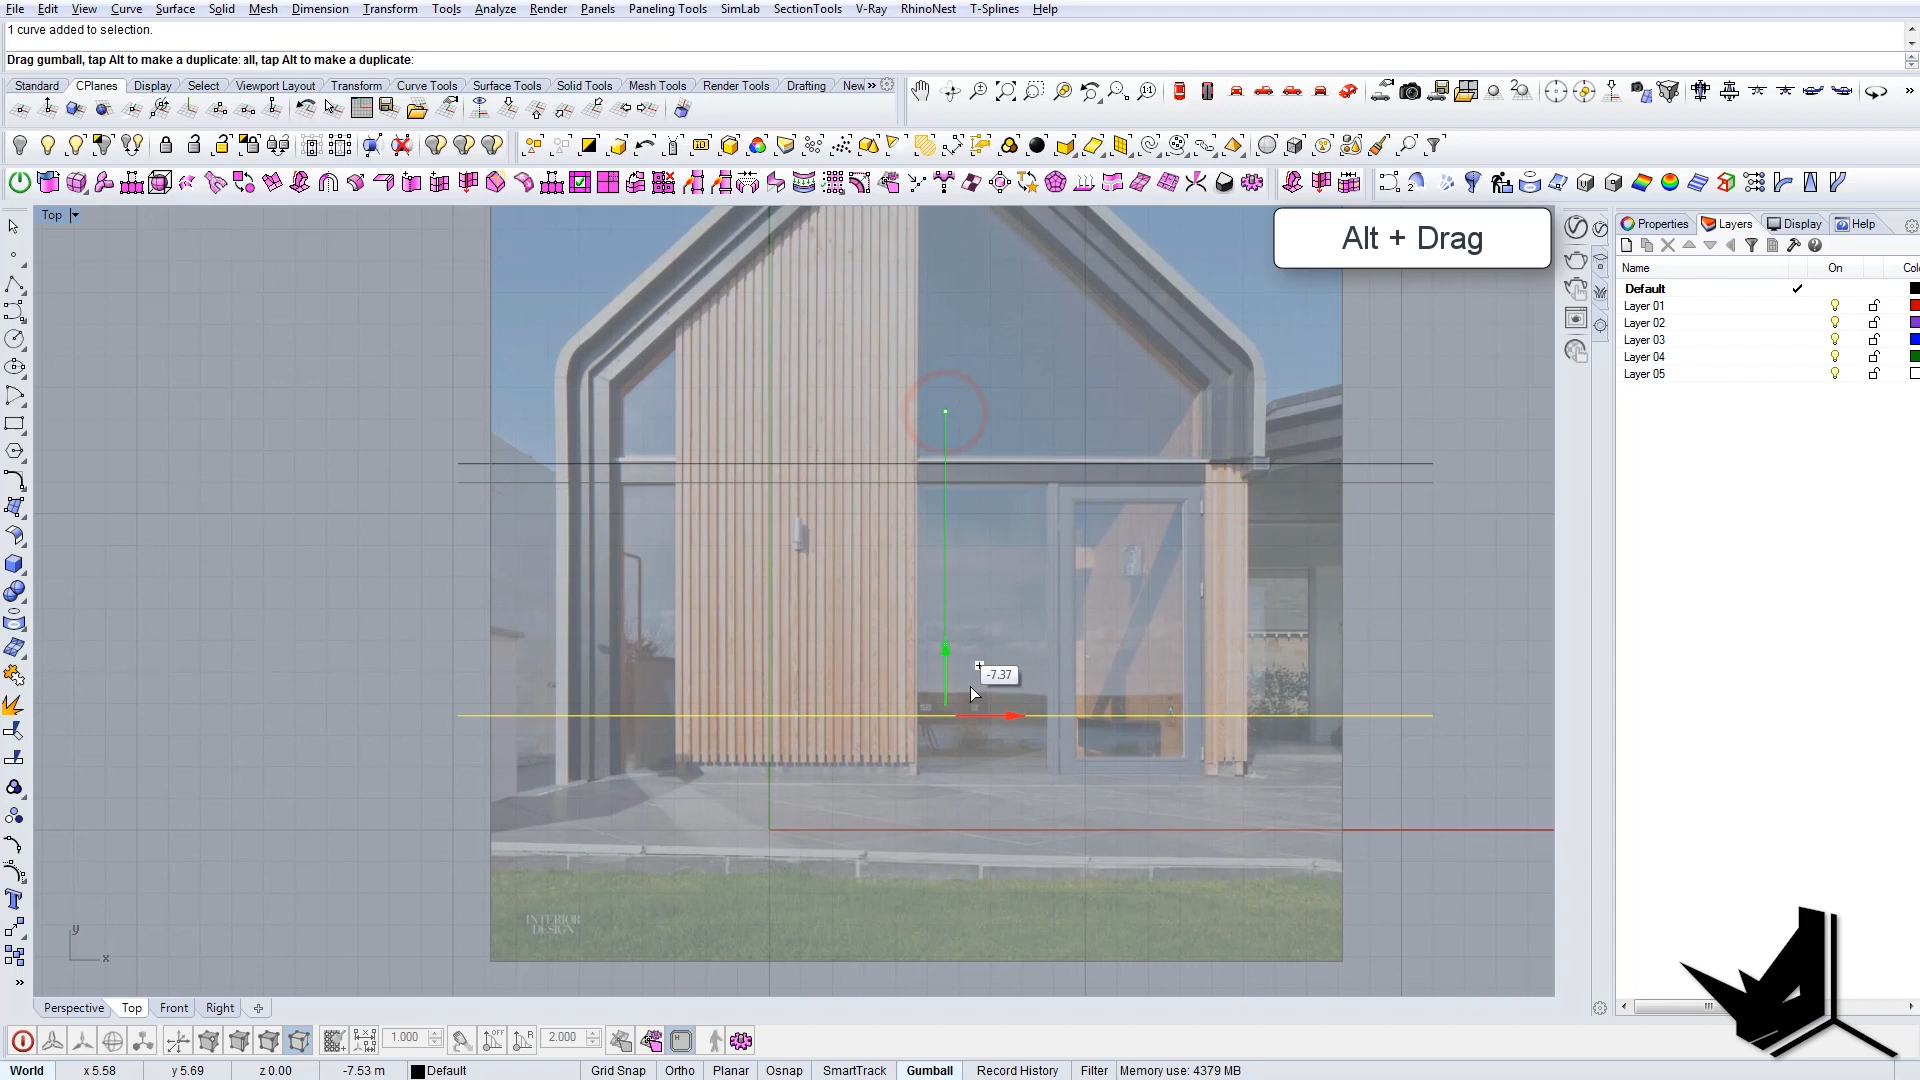 File Edit View Curve Surface Solid Mesh Dimension Transform Tools Analyze Render Panels Paneling Tools SimLab SectionTools V-Ray RhinoNest T-Splines Help
1 curve added to selection.
Drag gumball, tap Alt to make a duplicate: all, tap Alt to make a duplicate:
Standard CPlanes Display Select Viewport Layout Transform Curve Tools Surface Tools Solid Tools Mesh Tools Render Tools Drafting New
Top
Alt + Drag
Properties Layers Display Help
Name On Colo
Default
Layer 01
Layer 02
Layer 03
Layer 04
Layer 05
-7.37
INTERIOR
DESIGN
y
x
Perspective Top Front Right
1.000 2.000
World x 5.58 y 5.69 z 0.00 -7.53 m Default Grid Snap Ortho Planar Osnap SmartTrack Gumball Record History Filter Memory use: 4379 MB